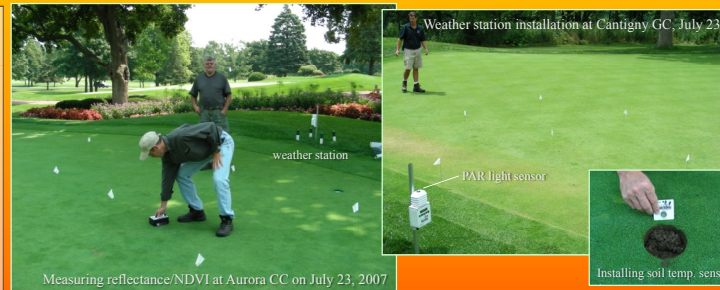 weather station
Measuring reflectance/NDVI at Aurora CC on July 23, 2007
Weather station installation at Cantigny GC, July 23
PAR light sensor
Installing soil temp. sens